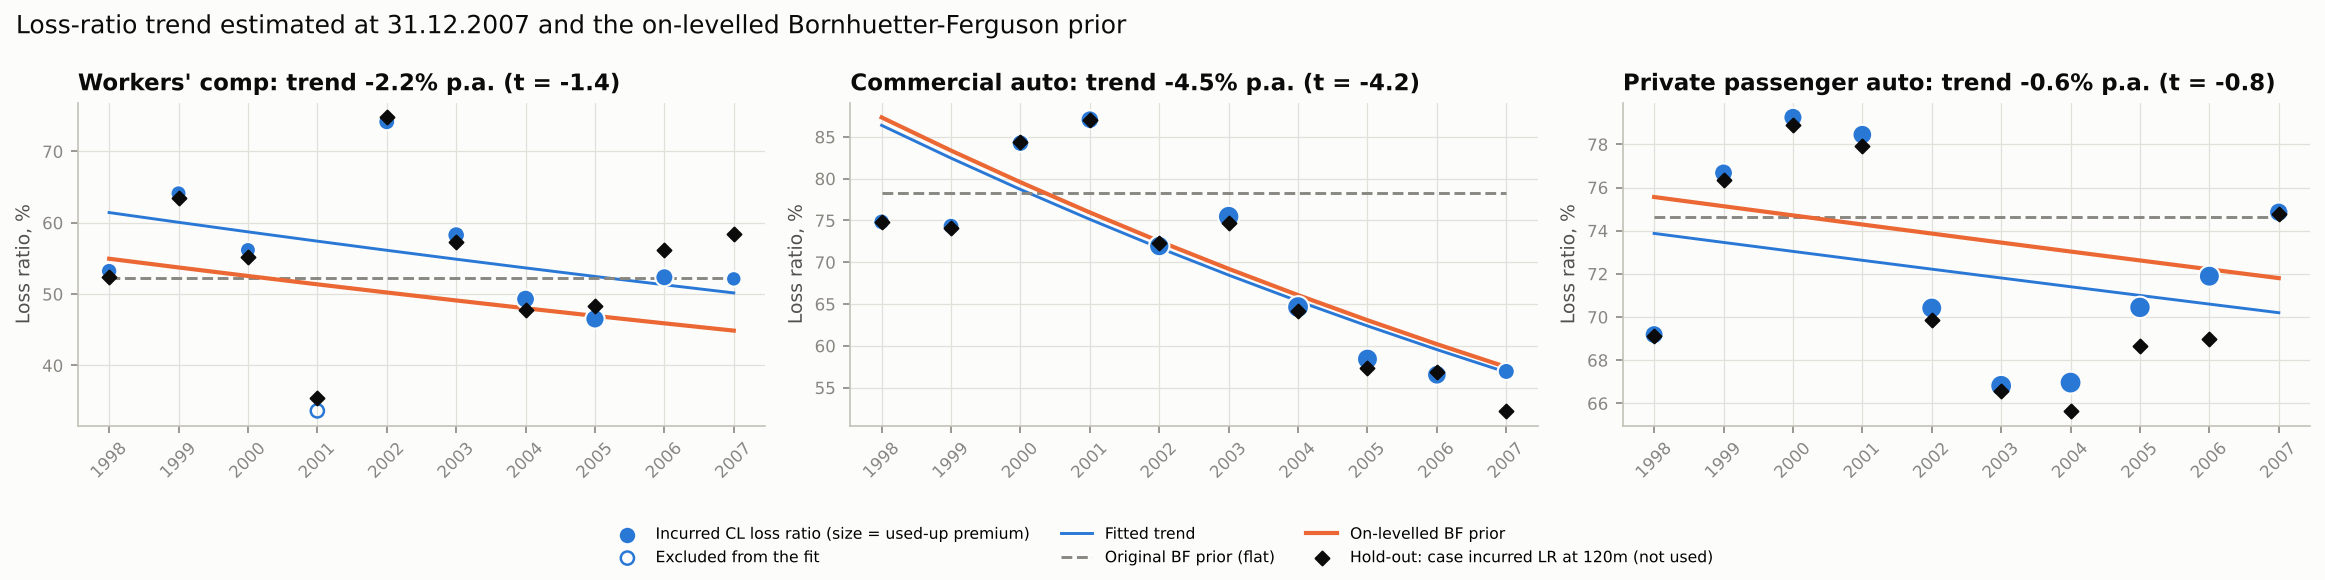 Loss-ratio trend estimated at 31.12.2007 and the on-levelled Bornhuetter-Ferguson prior
Workers' comp: trend -2.2% p.a. (t = -1.4)
Loss ratio, %
70
60
50
40
1998 1999 2000 2001 2002 2003 2004 2005 2006 2007
Commercial auto: trend -4.5% p.a. (t = -4.2)
Loss ratio, %
85
80
75
70
65
60
55
1998 1999 2000 2001 2002 2003 2004 2005 2006 2007
Private passenger auto: trend -0.6% p.a. (t = -0.8)
Loss ratio, %
78
76
74
72
70
68
66
1998 1999 2000 2001 2002 2003 2004 2005 2006 2007
Incurred CL loss ratio (size = used-up premium)
Excluded from the fit
Fitted trend
Original BF prior (flat)
On-levelled BF prior
Hold-out: case incurred LR at 120m (not used)